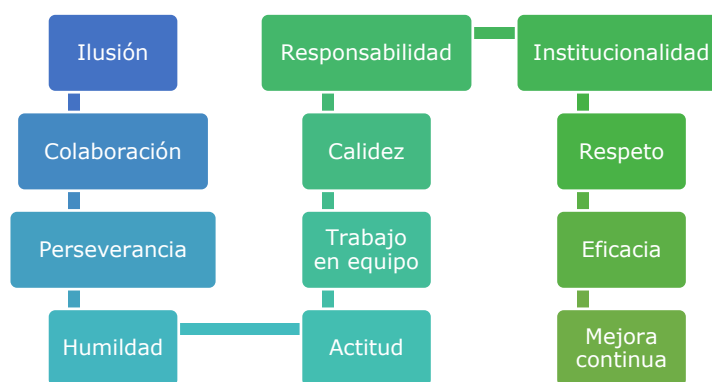 Ilusión
Colaboración
Perseverancia
Humildad
Actitud
Trabajo
en equipo
Calidez
Responsabilidad
Institucionalidad
Respeto
Eficacia
Mejora
continua